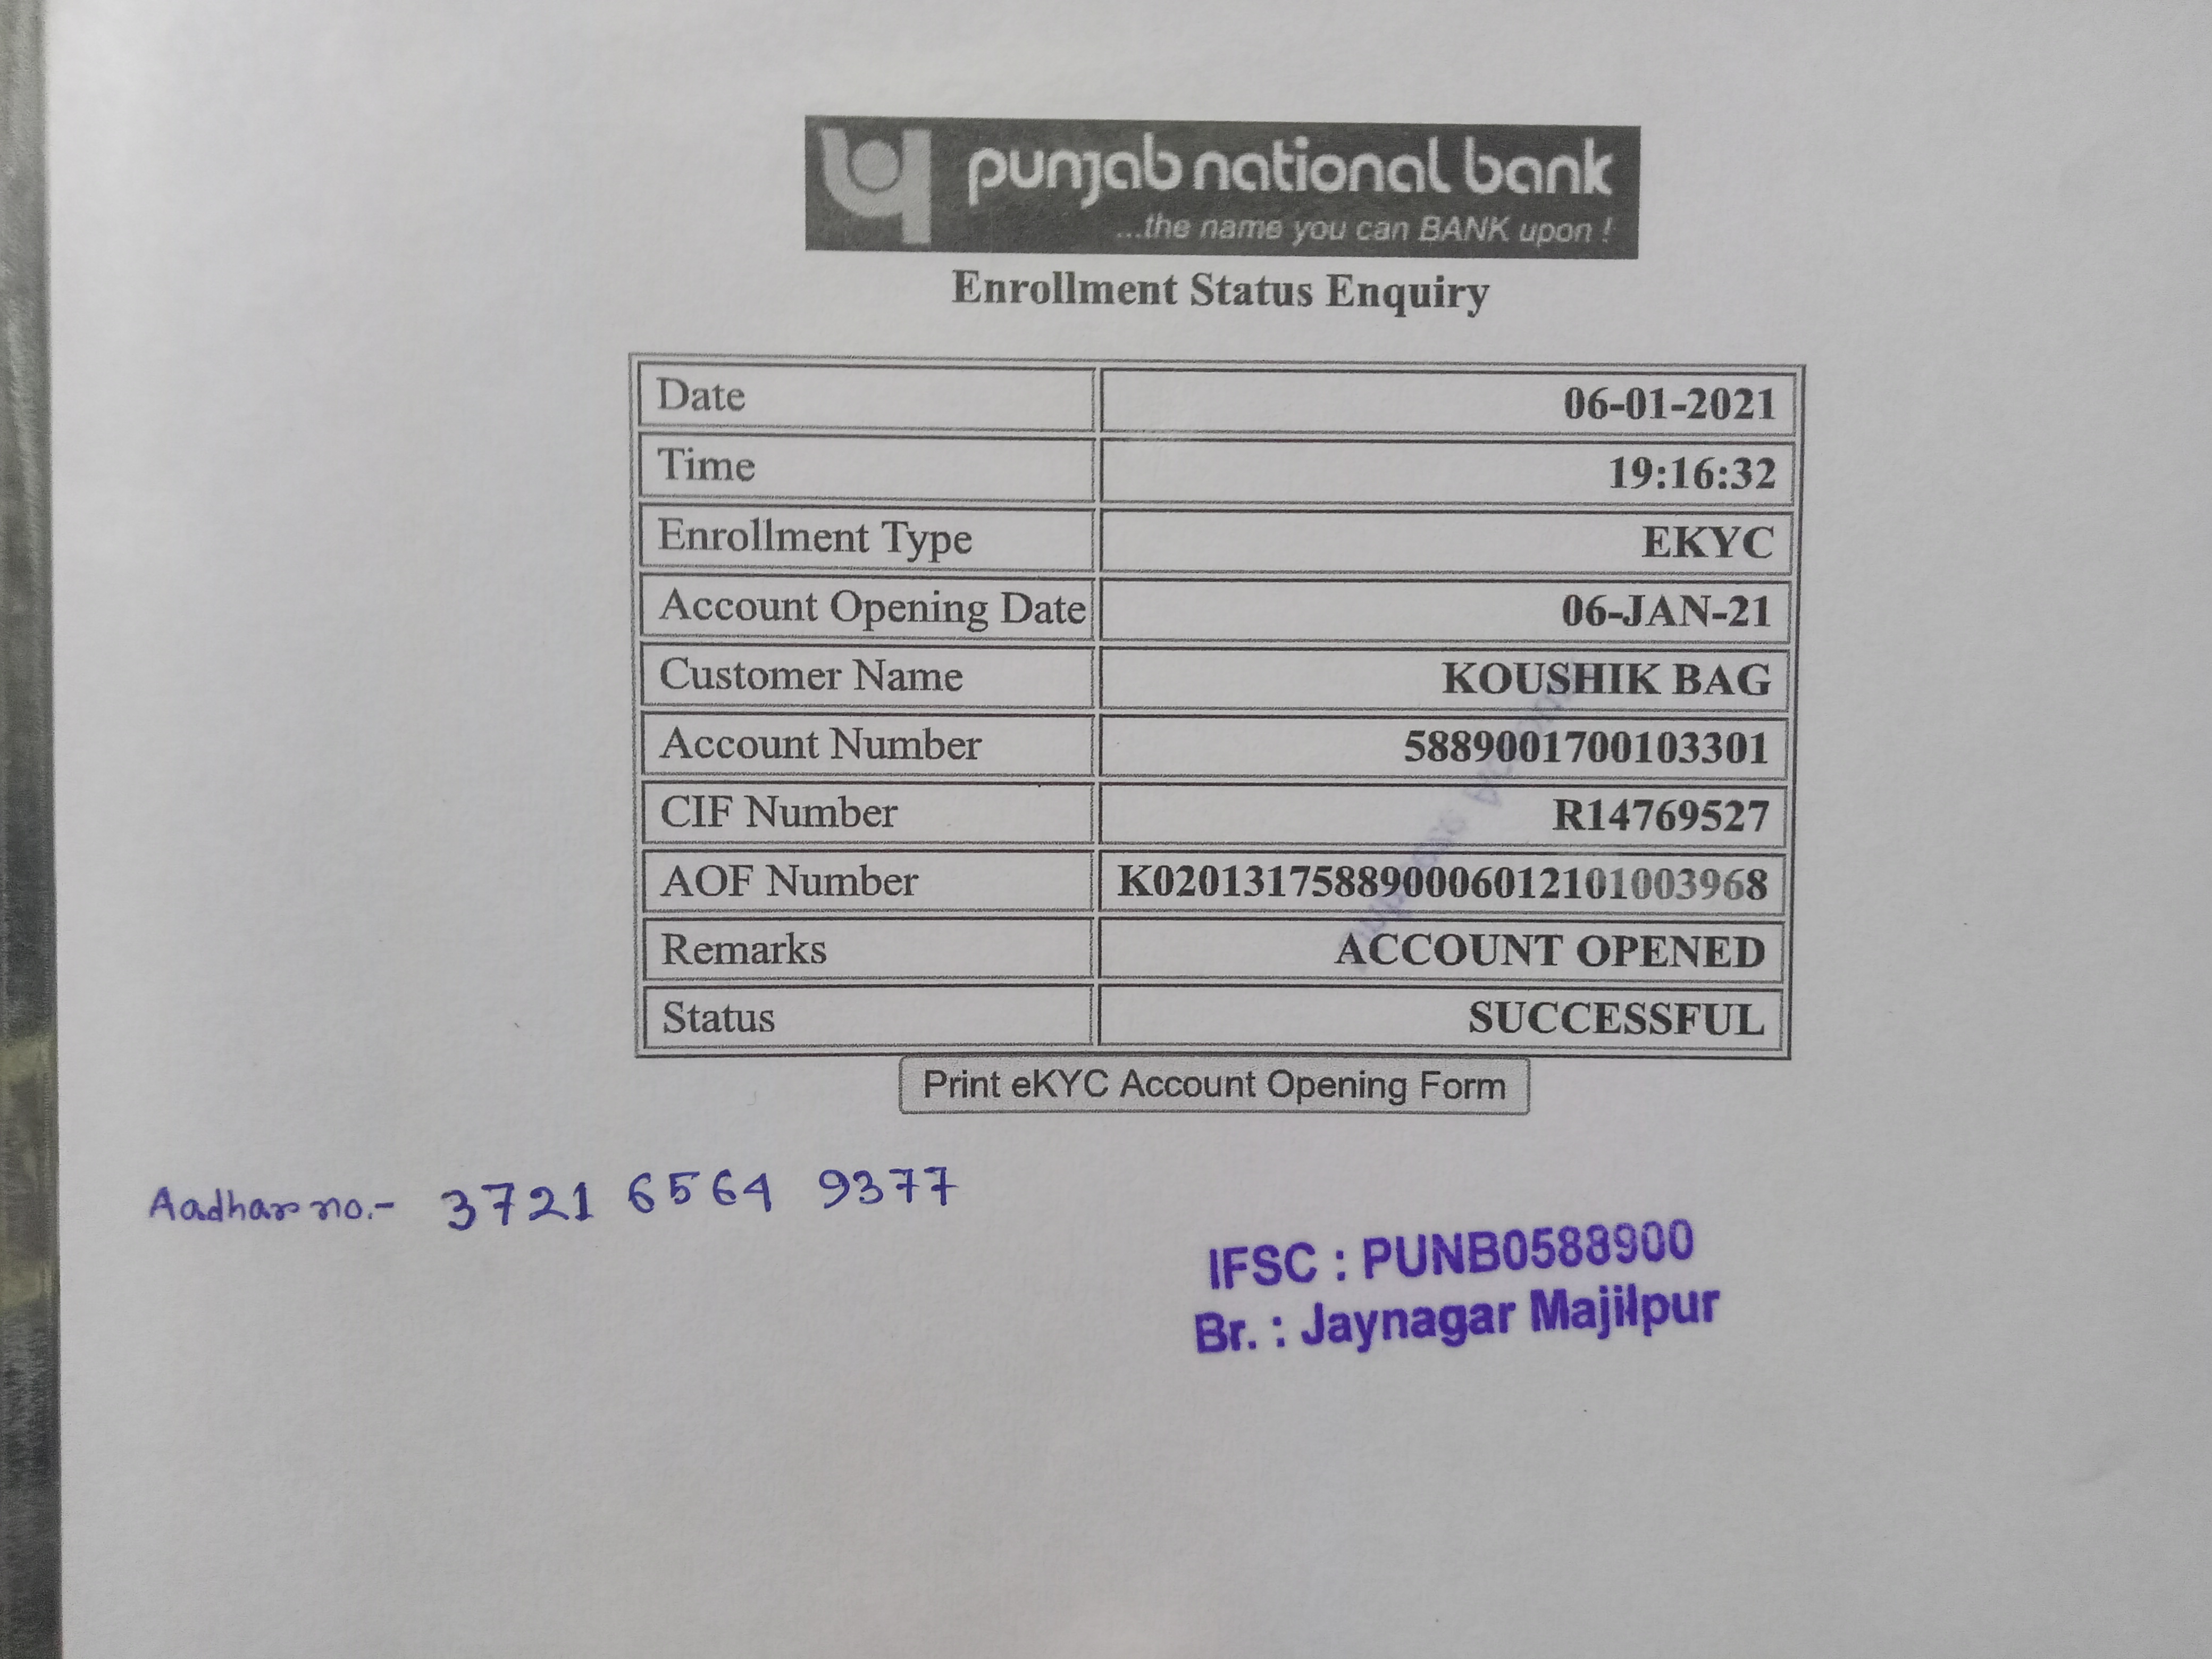 punjab national bank
...the name you can BANK upon !
Enrollment Status Enquiry
Date 06-01-2021
Time 19:16:32
Enrollment Type EKYC
Account Opening Date 06-JAN-21
Customer Name KOUSHIK BAG
Account Number 5889001700103301
CIF Number R14769527
AOF Number K020131758890006012101003968
Remarks ACCOUNT OPENED
Status SUCCESSFUL
Print eKYC Account Opening Form
Aadhar no.- 3721 6564 9377
IFSC : PUNB0588900
Br. : Jaynagar Majilpur